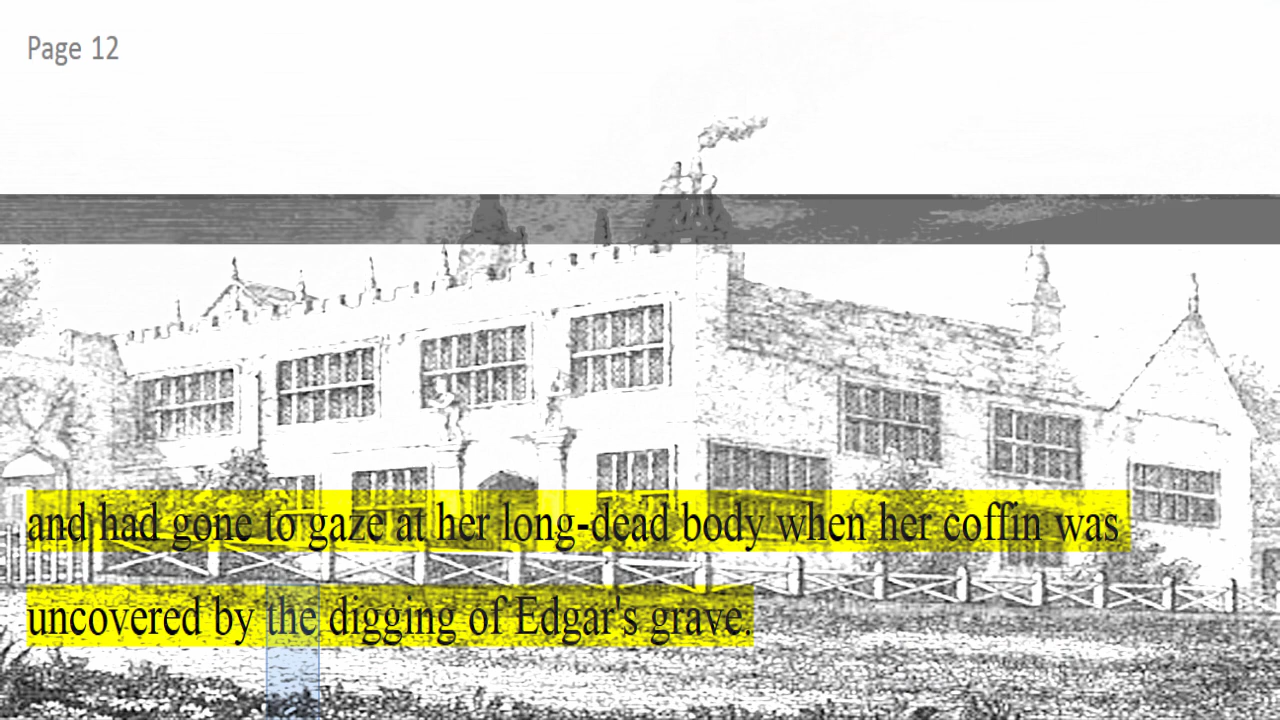 Page 12
and had gone to gaze at her long-dead body when her coffin was
uncovered by the digging of Edgar's grave.